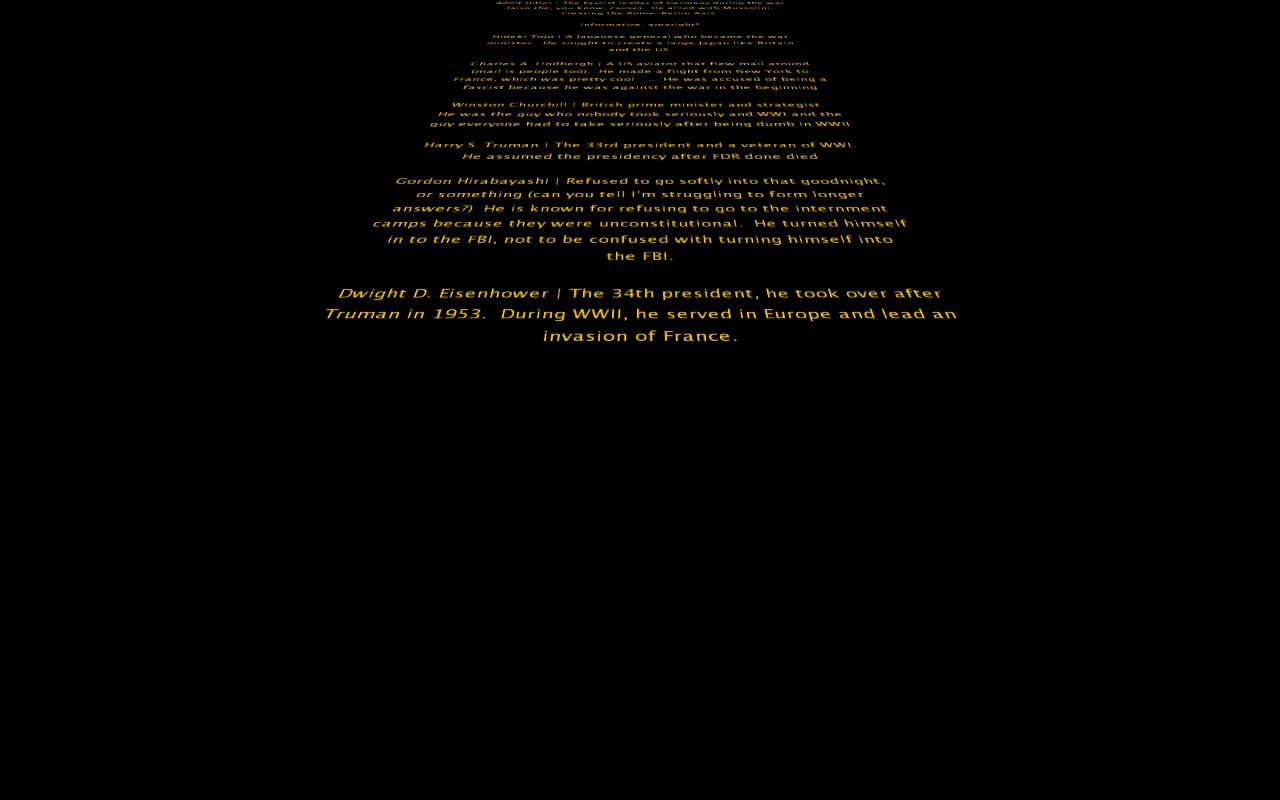 Adolf Hitler | The fascist leader of Germany during the war
(also the, you know, cause).  He allied with Mussolini,
creating the Rome-Berlin Axis
informative, amaright?
Hideki Tojo | A Japanese general who became the war
minister.  He sought to create a large Japan like Britain
and the US
Charles A. Lindbergh | A US aviator that flew mail around
(mail is people too).  He made a flight from New York to
France, which was pretty cool  ...  He was accused of being a
fascist because he was against the war in the beginning
Winston Churchill | British prime minister and strategist.
He was the guy who nobody took seriously and WWI and the
guy everyone had to take seriously after being dumb in WWII
Harry S. Truman | The 33rd president and a veteran of WWI.
He assumed the presidency after FDR done died
Gordon Hirabayashi | Refused to go softly into that goodnight,
or something (can you tell I'm struggling to form longer
answers?)  He is known for refusing to go to the internment
camps because they were unconstitutional.  He turned himself
in to the FBI, not to be confused with turning himself into
the FBI.
Dwight D. Eisenhower | The 34th president, he took over after
Truman in 1953.  During WWII, he served in Europe and lead an
invasion of France.